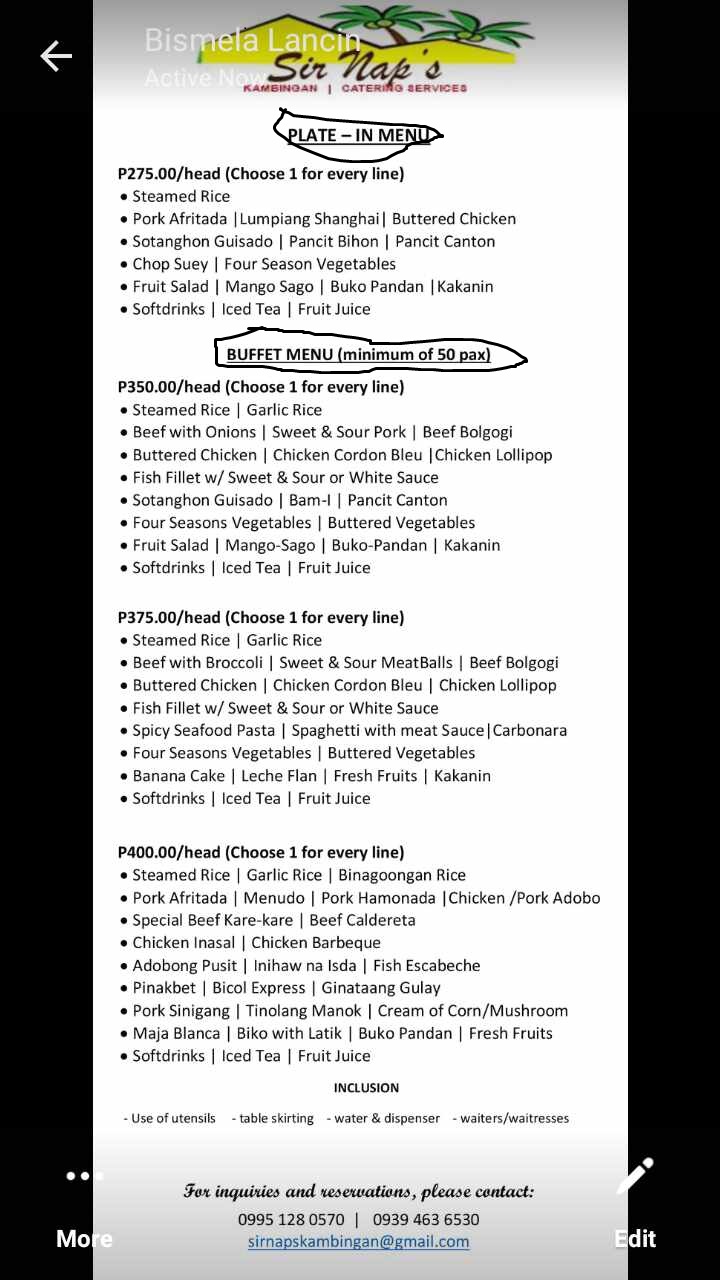 Bismela Lancin
Active Now
Sir Nap's
KAMBINGAN | CATERING SERVICES
PLATE – IN MENU
P275.00/head (Choose 1 for every line)
• Steamed Rice
• Pork Afritada |Lumpiang Shanghai| Buttered Chicken
• Sotanghon Guisado | Pancit Bihon | Pancit Canton
• Chop Suey | Four Season Vegetables
• Fruit Salad | Mango Sago | Buko Pandan |Kakanin
• Softdrinks | Iced Tea | Fruit Juice
BUFFET MENU (minimum of 50 pax)
P350.00/head (Choose 1 for every line)
• Steamed Rice | Garlic Rice
• Beef with Onions | Sweet & Sour Pork | Beef Bolgogi
• Buttered Chicken | Chicken Cordon Bleu |Chicken Lollipop
• Fish Fillet w/ Sweet & Sour or White Sauce
• Sotanghon Guisado | Bam-I | Pancit Canton
• Four Seasons Vegetables | Buttered Vegetables
• Fruit Salad | Mango-Sago | Buko-Pandan | Kakanin
• Softdrinks | Iced Tea | Fruit Juice
P375.00/head (Choose 1 for every line)
• Steamed Rice | Garlic Rice
• Beef with Broccoli | Sweet & Sour MeatBalls | Beef Bolgogi
• Buttered Chicken | Chicken Cordon Bleu | Chicken Lollipop
• Fish Fillet w/ Sweet & Sour or White Sauce
• Spicy Seafood Pasta | Spaghetti with meat Sauce|Carbonara
• Four Seasons Vegetables | Buttered Vegetables
• Banana Cake | Leche Flan | Fresh Fruits | Kakanin
• Softdrinks | Iced Tea | Fruit Juice
P400.00/head (Choose 1 for every line)
• Steamed Rice | Garlic Rice | Binagoongan Rice
• Pork Afritada | Menudo | Pork Hamonada |Chicken /Pork Adobo
• Special Beef Kare-kare | Beef Caldereta
• Chicken Inasal | Chicken Barbeque
• Adobong Pusit | Inihaw na Isda | Fish Escabeche
• Pinakbet | Bicol Express | Ginataang Gulay
• Pork Sinigang | Tinolang Manok | Cream of Corn/Mushroom
• Maja Blanca | Biko with Latik | Buko Pandan | Fresh Fruits
• Softdrinks | Iced Tea | Fruit Juice
INCLUSION
- Use of utensils - table skirting - water & dispenser - waiters/waitresses
For inquiries and reservations, please contact:
0995 128 0570 | 0939 463 6530
sirnapskambingan@gmail.com
More Edit